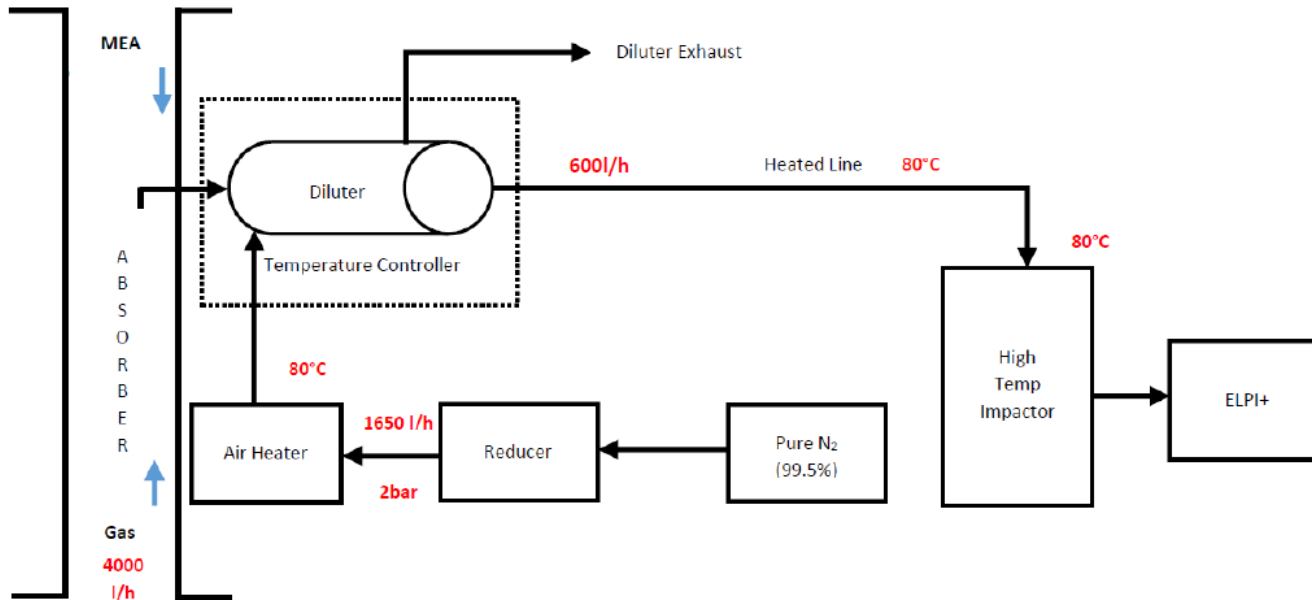 MEA
Diluter Exhaust
600l/h
Heated Line
80°C
Diluter
Temperature Controller
80°C
A
B
S
O
R
B
E
R
80°C
1650 l/h
2bar
Air Heater
Reducer
Pure N₂
(99.5%)
High
Temp
Impactor
ELPI+
Gas
4000
l/h